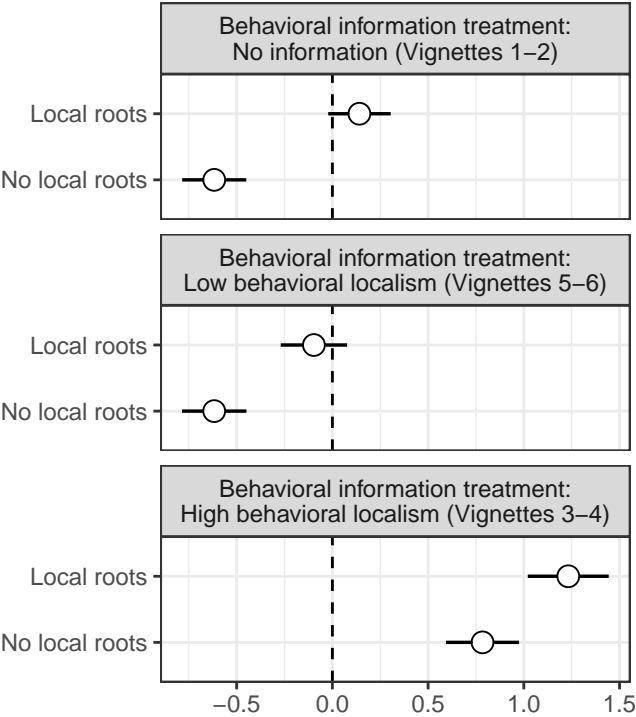 Behavioral information treatment:
No information (Vignettes 1−2)
Local roots
No local roots
Behavioral information treatment:
Low behavioral localism (Vignettes 5−6)
Local roots
No local roots
Behavioral information treatment:
High behavioral localism (Vignettes 3−4)
Local roots
No local roots
−0.5 0.0 0.5 1.0 1.5